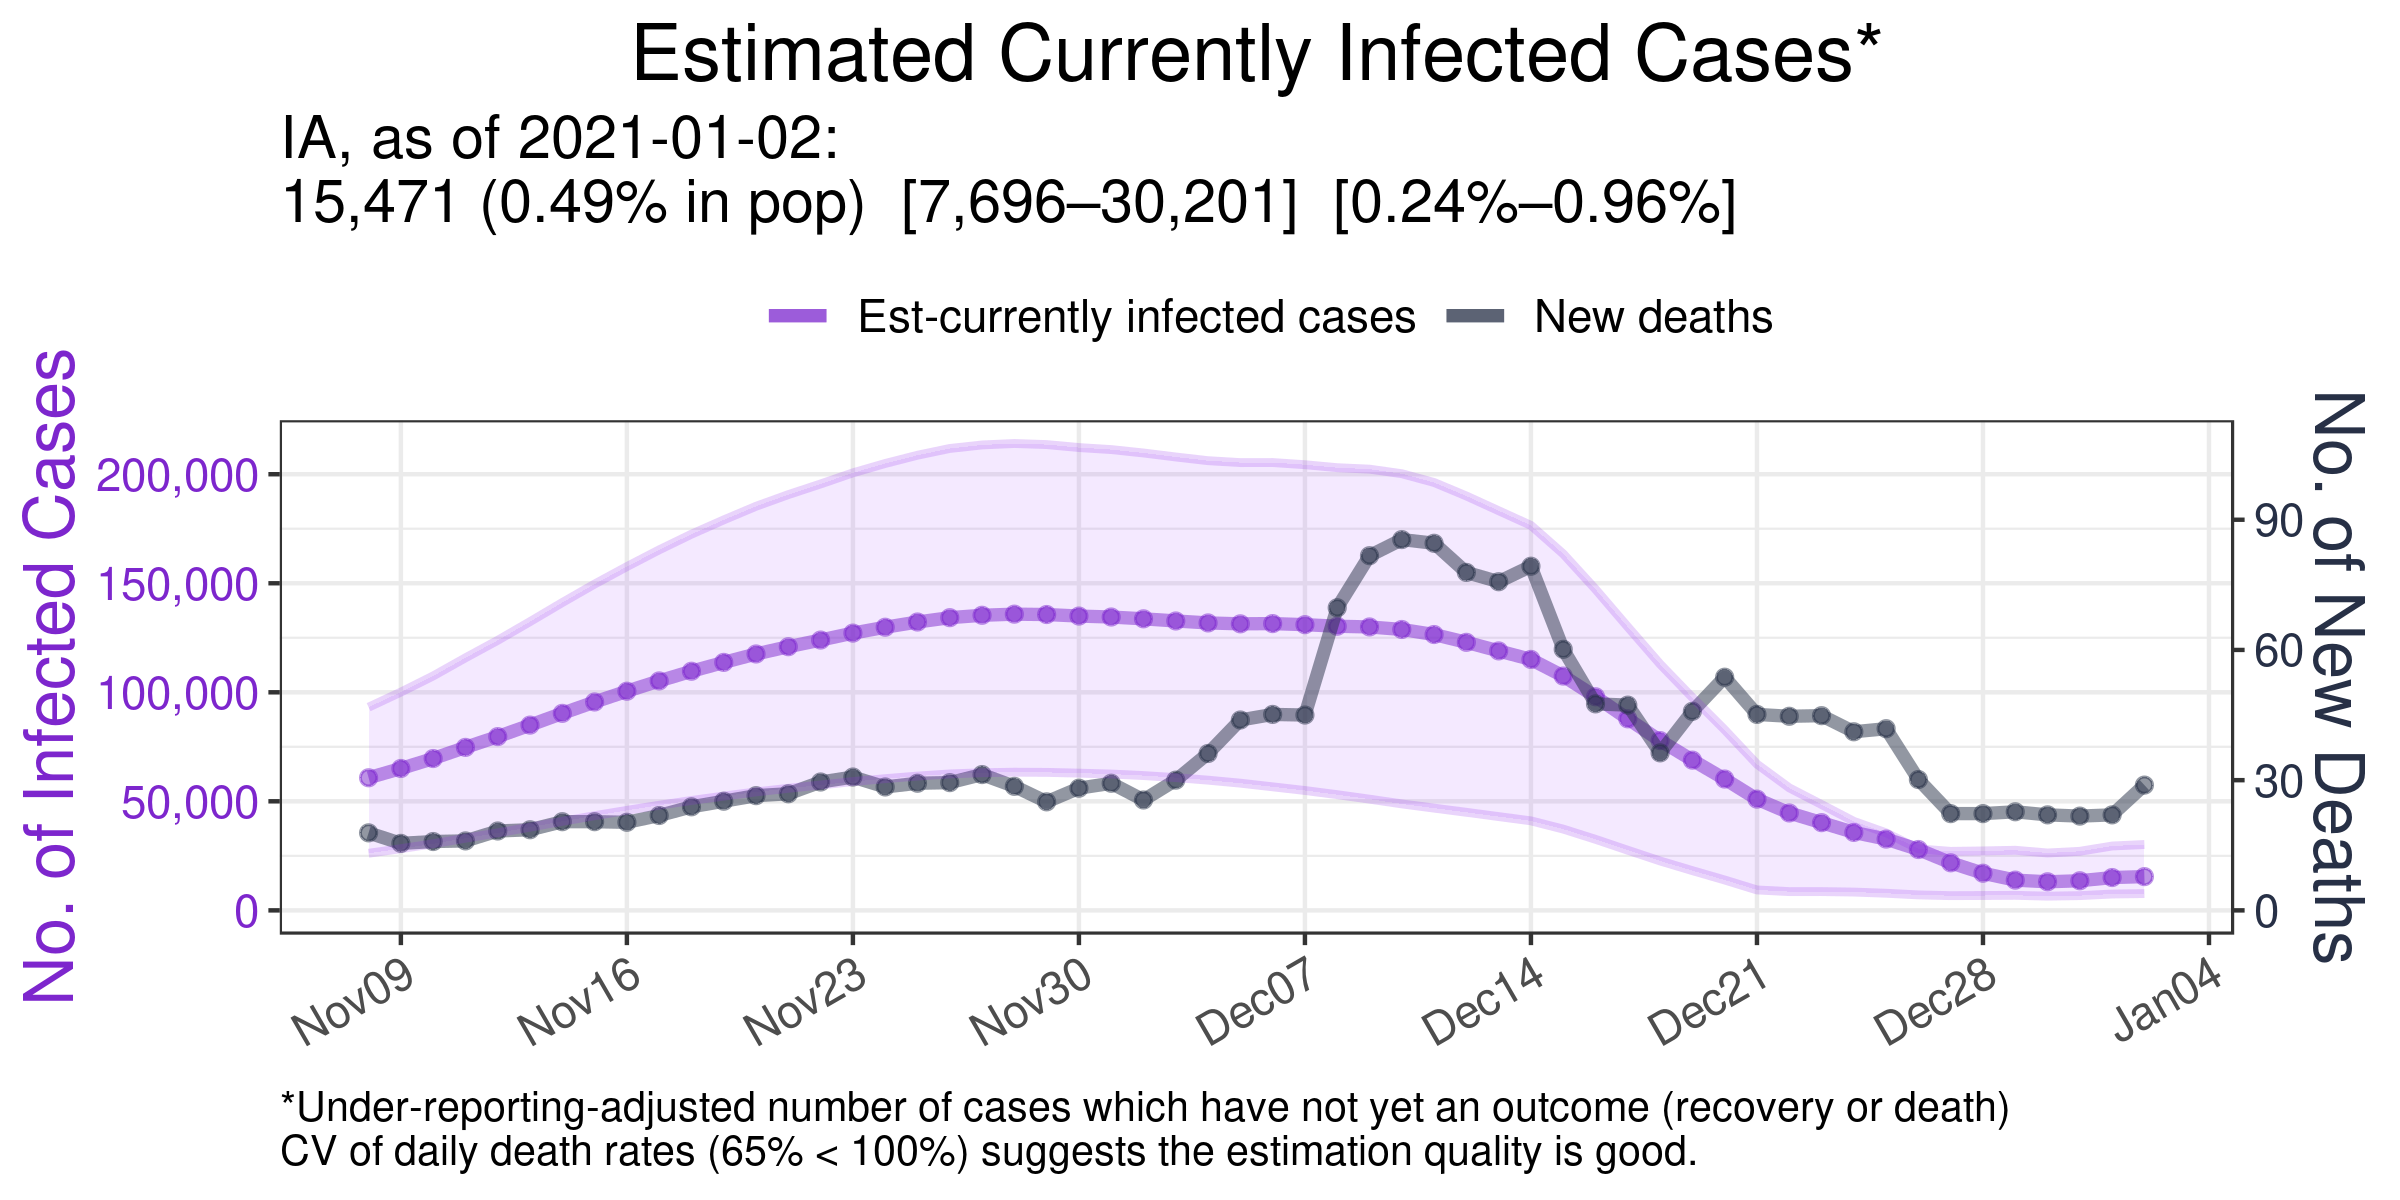 Estimated Currently Infected Cases*
IA, as of 2021-01-02:
15,471 (0.49% in pop)  [7,696–30,201]  [0.24%–0.96%]
Est-currently infected cases
New deaths
No. of Infected Cases
200,000
150,000
100,000
50,000
0
90
60
30
0
No. of New Deaths
Nov09
Nov16
Nov23
Nov30
Dec07
Dec14
Dec21
Dec28
Jan04
*Under-reporting-adjusted number of cases which have not yet an outcome (recovery or death)
CV of daily death rates (65% < 100%) suggests the estimation quality is good.